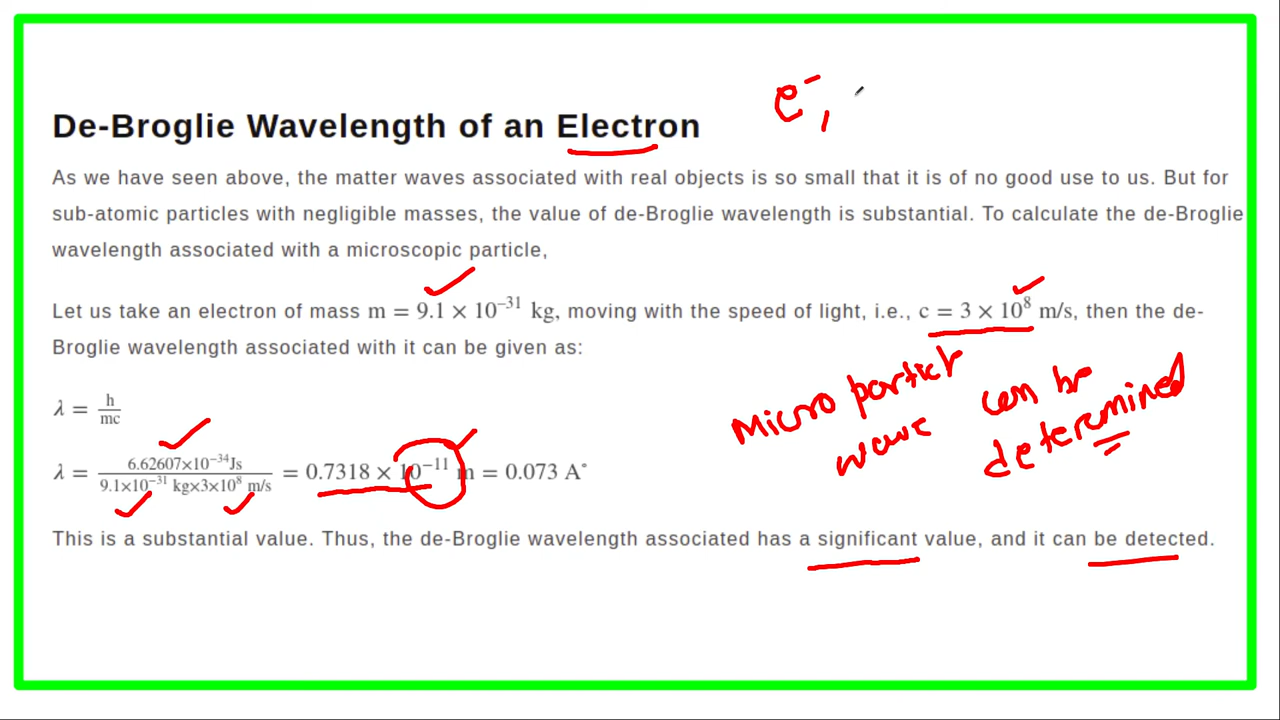 e⁻,
De-Broglie Wavelength of an Electron
As we have seen above, the matter waves associated with real objects is so small that it is of no good use to us. But for
sub-atomic particles with negligible masses, the value of de-Broglie wavelength is substantial. To calculate the de-Broglie
wavelength associated with a microscopic particle,
Let us take an electron of mass m = 9.1 × 10⁻³¹ kg, moving with the speed of light, i.e., c = 3 × 10⁸ m/s, then the de-
Broglie wavelength associated with it can be given as:
λ = h/mc
Micro particle
wave can be
determined
λ = 6.62607×10⁻³⁴Js / 9.1×10⁻³¹ kg×3×10⁸ m/s = 0.7318 × 10⁻¹¹ m = 0.073 A°
This is a substantial value. Thus, the de-Broglie wavelength associated has a significant value, and it can be detected.